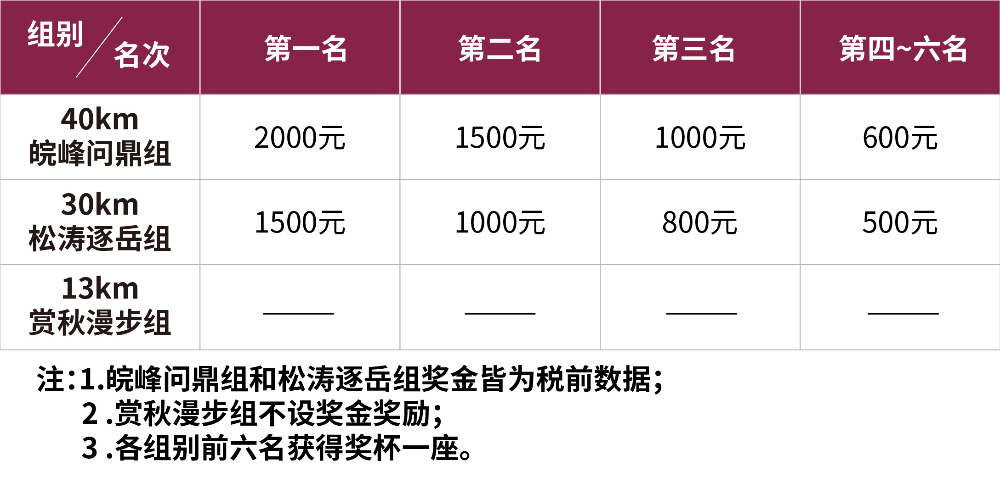 组别/名次 第一名 第二名 第三名 第四~六名
40km
皖峰问鼎组 2000元 1500元 1000元 600元
30km
松涛逐岳组 1500元 1000元 800元 500元
13km
赏秋漫步组 —— —— —— ——
注：1.皖峰问鼎组和松涛逐岳组奖金皆为税前数据；
2 .赏秋漫步组不设奖金奖励；
3 .各组别前六名获得奖杯一座。